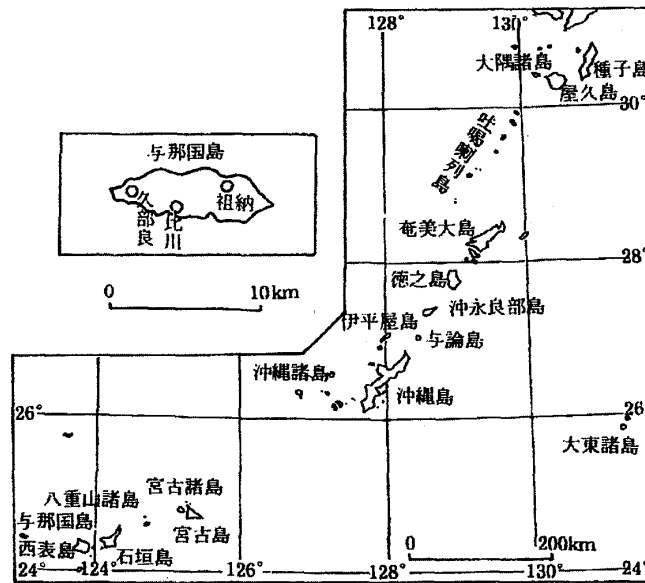 128°
130°
大隅諸島
種子島
屋久島
30°
吐噶喇列島
与那国島
祖納
久部良
比川
奄美大島
28°
0 10km
徳之島
沖永良部島
伊平屋島
与論島
沖縄諸島
沖縄島
26°
26°
大東諸島
宮古諸島
八重山諸島
与那国島
宮古島
西表島
石垣島
0 200km
24°
124°
126°
128°
130°
24°